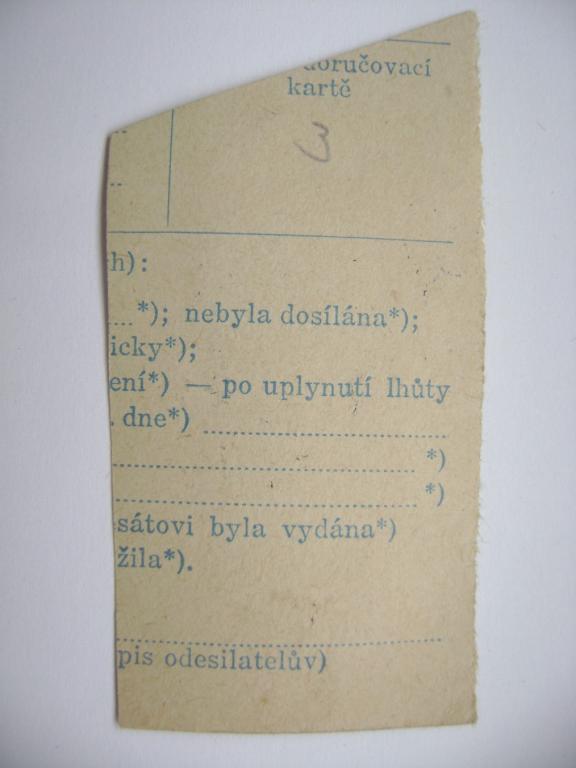 doručovací
kartě
3
h):
*); nebyla dosílána*);
icky*);
ení*) — po uplynutí lhůty
dne*)
*)
*)
sátovi byla vydána*)
žila*).
pis odesilatelův)